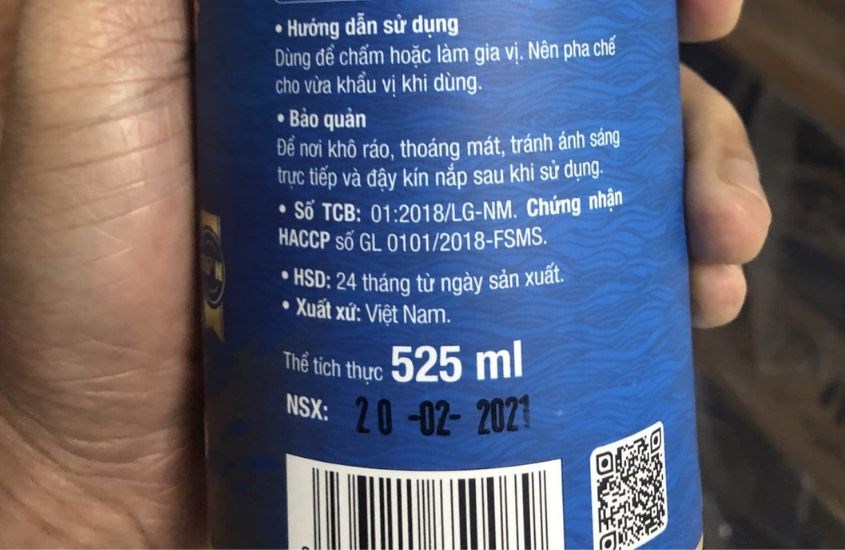 • Hướng dẫn sử dụng
Dùng để chấm hoặc làm gia vị. Nên pha chế
cho vừa khẩu vị khi dùng.
• Bảo quản
Để nơi khô ráo, thoáng mát, tránh ánh sáng
trực tiếp và đậy kín nắp sau khi sử dụng.
• Số TCB: 01:2018/LG-NM. Chứng nhận
HACCP số GL 0101/2018-FSMS.
• HSD: 24 tháng từ ngày sản xuất.
• Xuất xứ: Việt Nam.
Thể tích thực 525 ml
NSX: 20 -02- 2021